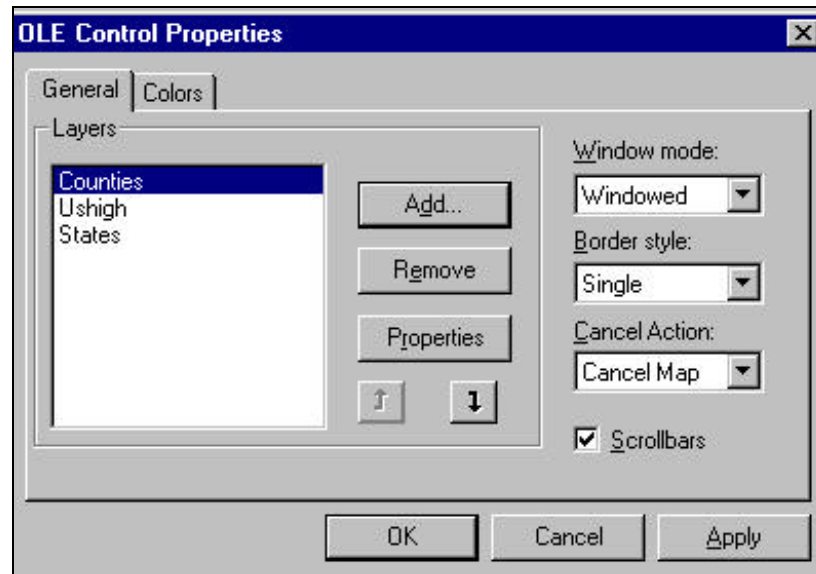 OLE Control Properties
General
Colors
Layers
Counties
Ushigh
States
Add...
Remove
Properties
Window mode:
Windowed
Border style:
Single
Cancel Action:
Cancel Map
Scrollbars
OK
Cancel
Apply